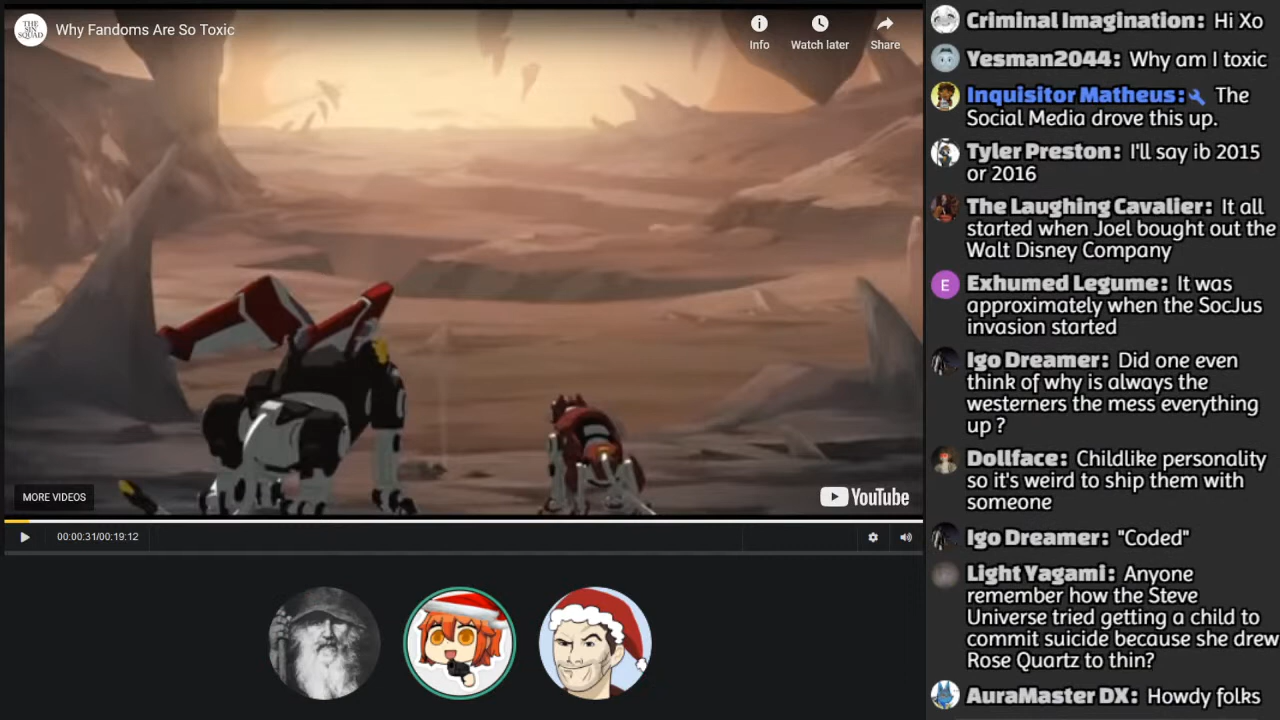 THE
SIN
SQUAD
Why Fandoms Are So Toxic
Info
Watch later
Share
MORE VIDEOS
YouTube
00:00:31/00:19:12
Criminal Imagination: Hi Xo
Yesman2044: Why am I toxic
Inquisitor Matheus: The
Social Media drove this up.
Tyler Preston: I'll say ib 2015
or 2016
The Laughing Cavalier: It all
started when Joel bought out the
Walt Disney Company
E
Exhumed Legume: It was
approximately when the SocJus
invasion started
Igo Dreamer: Did one even
think of why is always the
westerners the mess everything
up ?
Dollface: Childlike personality
so it's weird to ship them with
someone
Igo Dreamer: "Coded"
Light Yagami: Anyone
remember how the Steve
Universe tried getting a child to
commit suicide because she drew
Rose Quartz to thin?
AuraMaster DX: Howdy folks